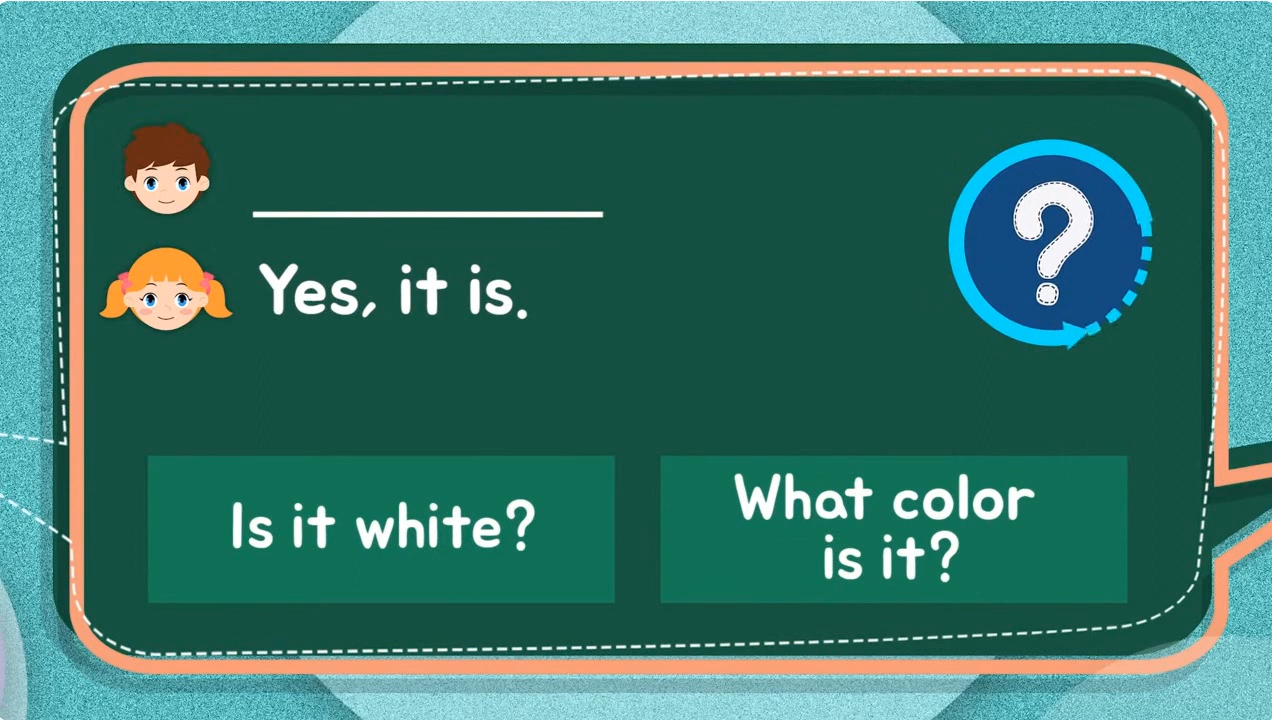 Yes, it is.
Is it white?
What color
is it?